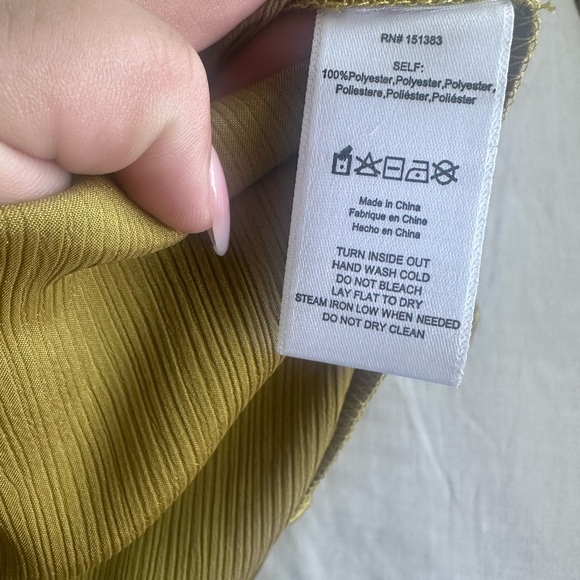 RN# 151383
SELF:
100%Polyester,Polyester,Polyester,
Poliestere,Poliéster,Poliéster
Made in China
Fabrique en Chine
Hecho en China
TURN INSIDE OUT
HAND WASH COLD
DO NOT BLEACH
LAY FLAT TO DRY
STEAM IRON LOW WHEN NEEDED
DO NOT DRY CLEAN